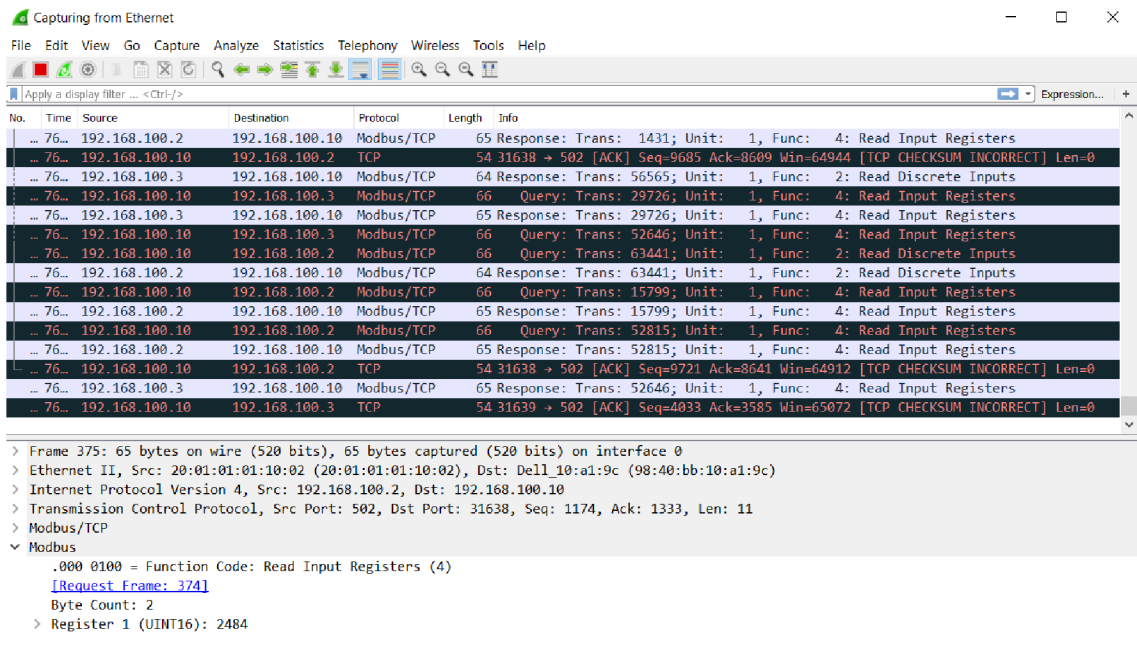 Capturing from Ethernet
File Edit View Go Capture Analyze Statistics Telephony Wireless Tools Help
Apply a display filter ... <Ctrl-/> Expression... +
No. Time Source Destination Protocol Length Info
... 76... 192.168.100.2 192.168.100.10 Modbus/TCP 65 Response: Trans: 1431; Unit: 1, Func: 4: Read Input Registers
... 76... 192.168.100.10 192.168.100.2 TCP 54 31638 → 502 [ACK] Seq=9685 Ack=8609 Win=64944 [TCP CHECKSUM INCORRECT] Len=0
... 76... 192.168.100.3 192.168.100.10 Modbus/TCP 64 Response: Trans: 56565; Unit: 1, Func: 2: Read Discrete Inputs
... 76... 192.168.100.10 192.168.100.3 Modbus/TCP 66 Query: Trans: 29726; Unit: 1, Func: 4: Read Input Registers
... 76... 192.168.100.3 192.168.100.10 Modbus/TCP 65 Response: Trans: 29726; Unit: 1, Func: 4: Read Input Registers
... 76... 192.168.100.10 192.168.100.3 Modbus/TCP 66 Query: Trans: 52646; Unit: 1, Func: 4: Read Input Registers
... 76... 192.168.100.10 192.168.100.2 Modbus/TCP 66 Query: Trans: 63441; Unit: 1, Func: 2: Read Discrete Inputs
... 76... 192.168.100.2 192.168.100.10 Modbus/TCP 64 Response: Trans: 63441; Unit: 1, Func: 2: Read Discrete Inputs
... 76... 192.168.100.10 192.168.100.2 Modbus/TCP 66 Query: Trans: 15799; Unit: 1, Func: 4: Read Input Registers
... 76... 192.168.100.2 192.168.100.10 Modbus/TCP 65 Response: Trans: 15799; Unit: 1, Func: 4: Read Input Registers
... 76... 192.168.100.10 192.168.100.2 Modbus/TCP 66 Query: Trans: 52815; Unit: 1, Func: 4: Read Input Registers
... 76... 192.168.100.2 192.168.100.10 Modbus/TCP 65 Response: Trans: 52815; Unit: 1, Func: 4: Read Input Registers
... 76... 192.168.100.10 192.168.100.2 TCP 54 31638 → 502 [ACK] Seq=9721 Ack=8641 Win=64912 [TCP CHECKSUM INCORRECT] Len=0
... 76... 192.168.100.3 192.168.100.10 Modbus/TCP 65 Response: Trans: 52646; Unit: 1, Func: 4: Read Input Registers
... 76... 192.168.100.10 192.168.100.3 TCP 54 31639 → 502 [ACK] Seq=4033 Ack=3585 Win=65072 [TCP CHECKSUM INCORRECT] Len=0
Frame 375: 65 bytes on wire (520 bits), 65 bytes captured (520 bits) on interface 0
Ethernet II, Src: 20:01:01:01:10:02 (20:01:01:01:10:02), Dst: Dell_10:a1:9c (98:40:bb:10:a1:9c)
Internet Protocol Version 4, Src: 192.168.100.2, Dst: 192.168.100.10
Transmission Control Protocol, Src Port: 502, Dst Port: 31638, Seq: 1174, Ack: 1333, Len: 11
Modbus/TCP
Modbus
.000 0100 = Function Code: Read Input Registers (4)
[Request Frame: 374]
Byte Count: 2
Register 1 (UINT16): 2484